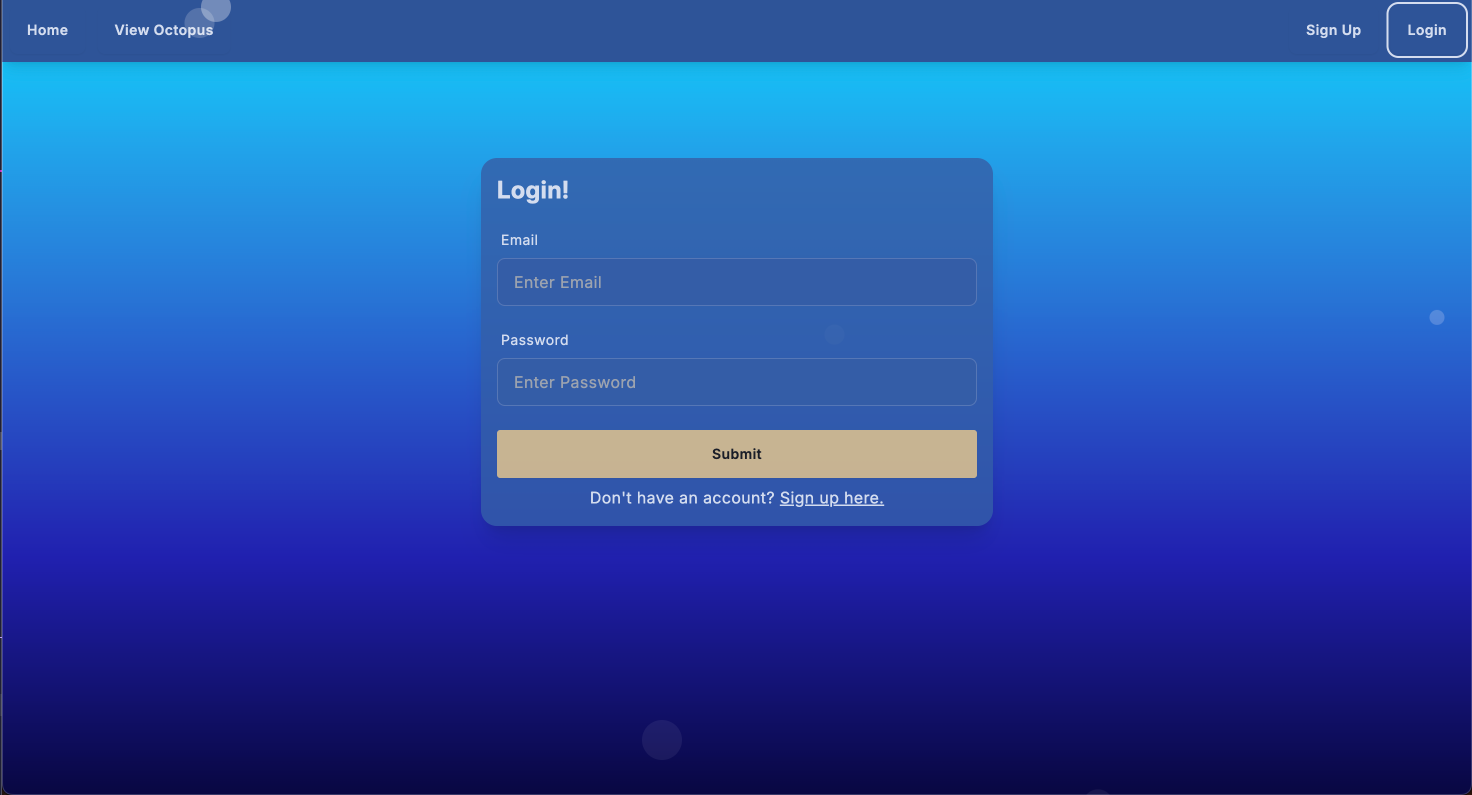 Home View Octopus Sign Up Login
Login!
Email
Enter Email
Password
Enter Password
Submit
Don't have an account? Sign up here.